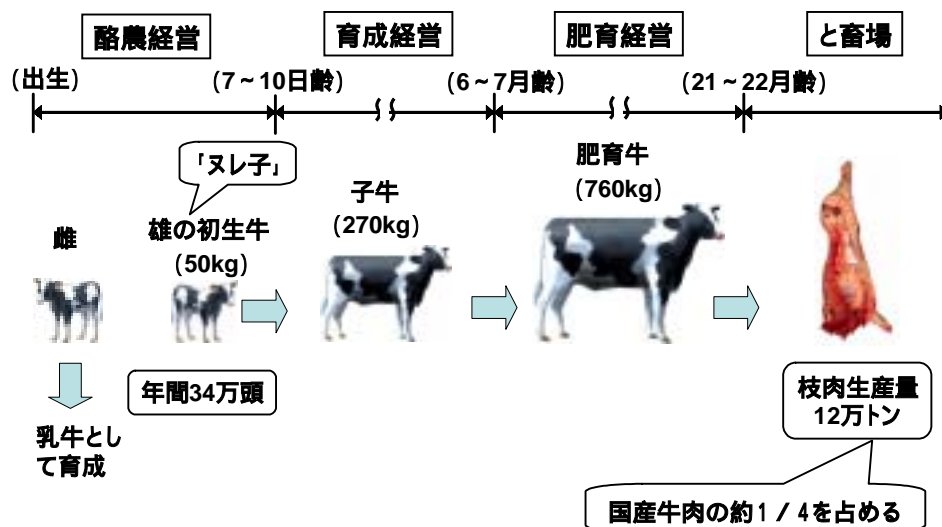 酪農経営
育成経営
肥育経営
と畜場
(出生)
(7~10日齢)
(6~7月齢)
(21~22月齢)
「ヌレ子」
雌
雄の初生牛
(50kg)
子牛
(270kg)
肥育牛
(760kg)
年間34万頭
乳牛とし
て育成
枝肉生産量
12万トン
国産牛肉の約1/4を占める